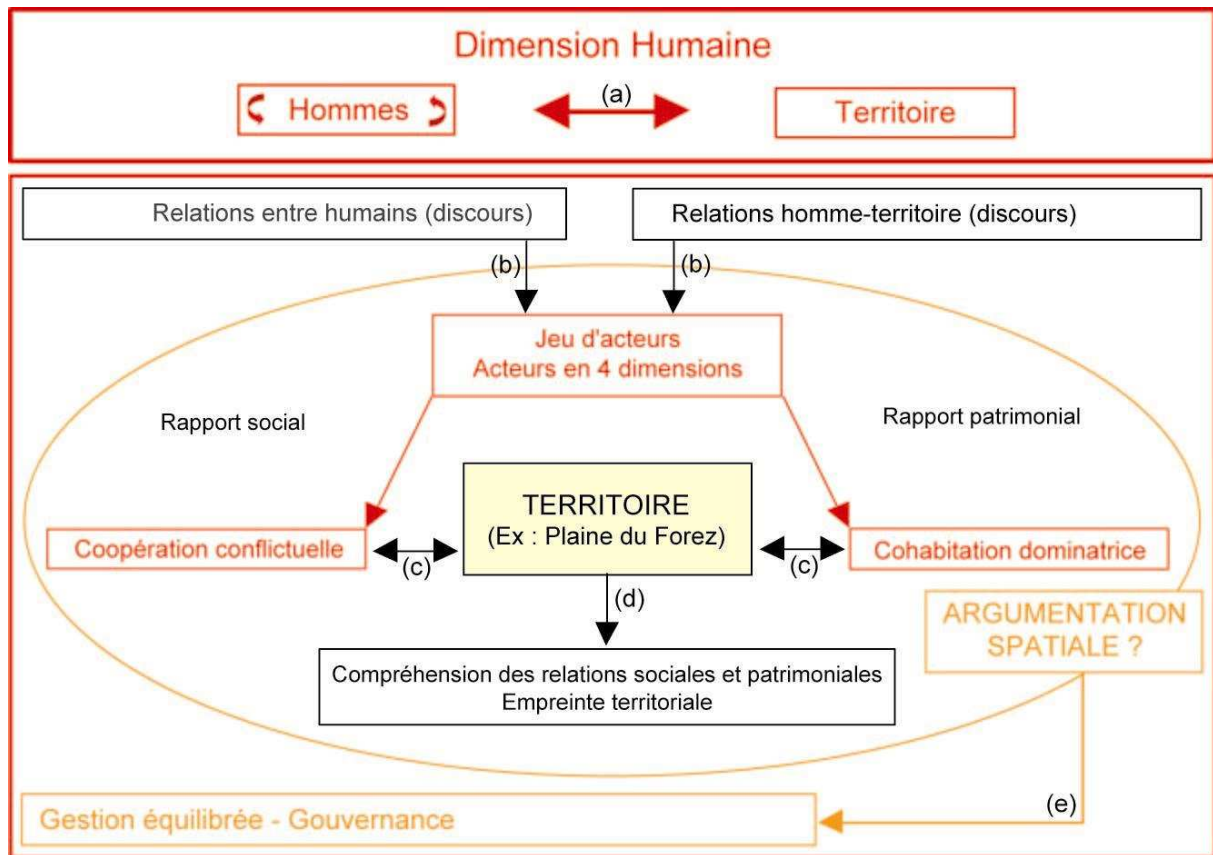 Dimension Humaine
Hommes
(a)
Territoire
Relations entre humains (discours)
Relations homme-territoire (discours)
(b)
(b)
Jeu d'acteurs
Acteurs en 4 dimensions
Rapport social
Rapport patrimonial
TERRITOIRE
(Ex : Plaine du Forez)
Coopération conflictuelle
(c)
(c)
Cohabitation dominatrice
(d)
ARGUMENTATION
SPATIALE ?
Compréhension des relations sociales et patrimoniales
Empreinte territoriale
(e)
Gestion équilibrée - Gouvernance